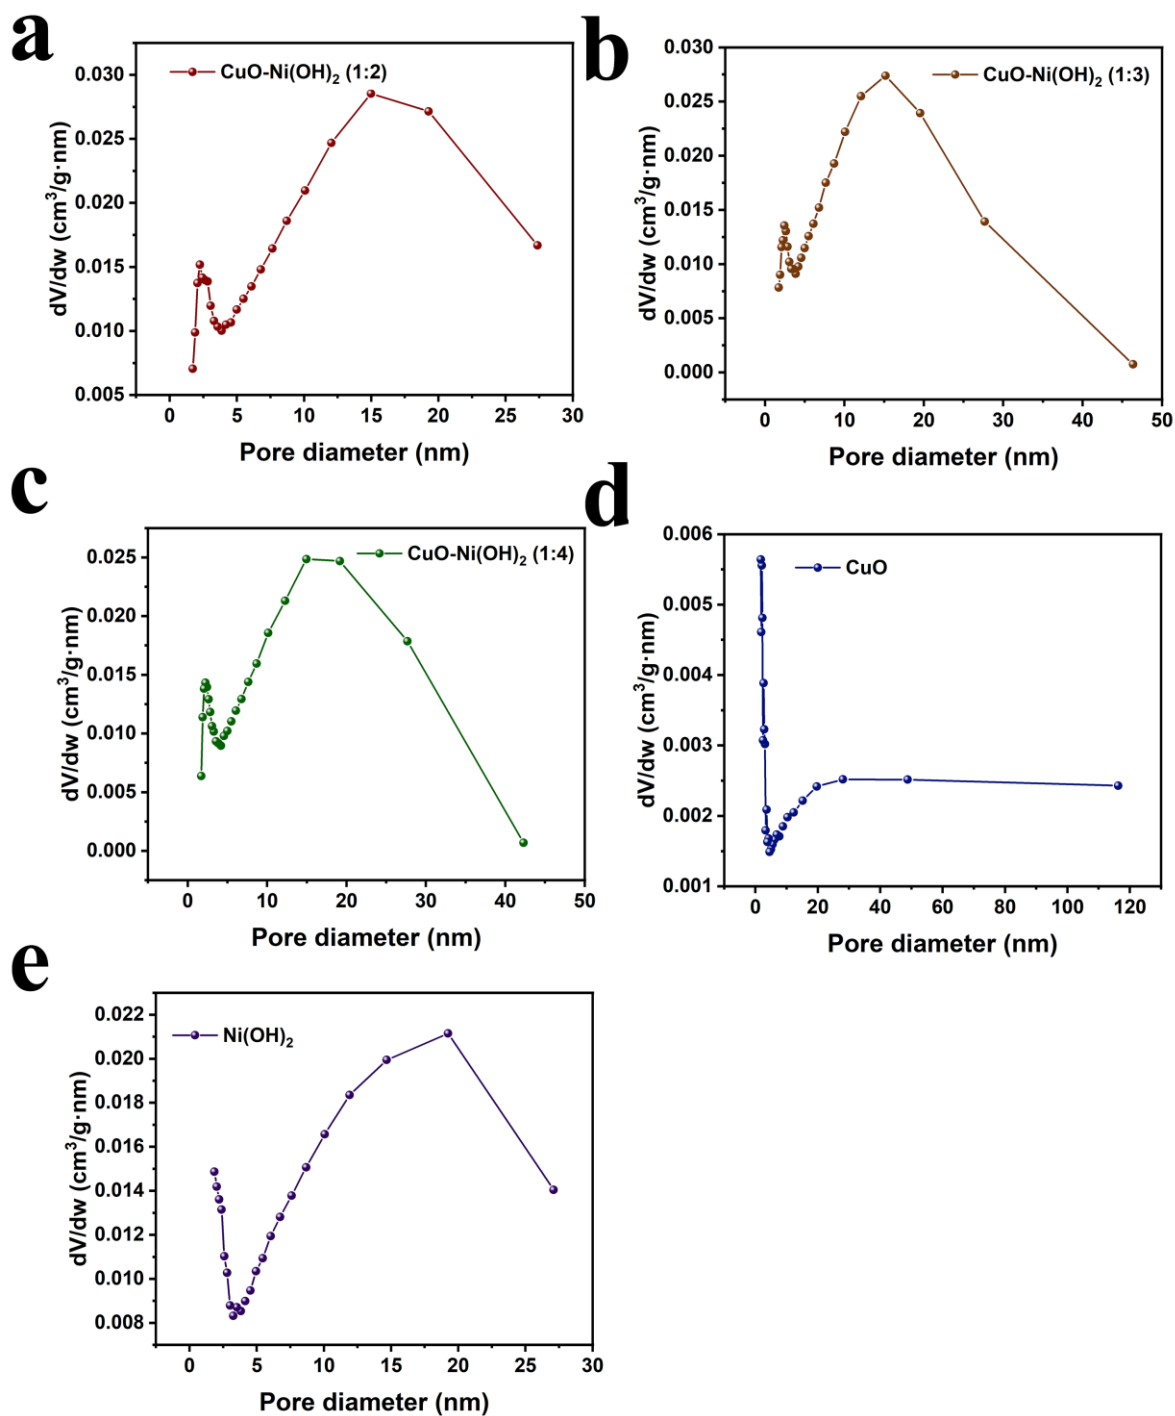 a
CuO-Ni(OH)₂ (1:2)
0.030
0.025
0.020
0.015
0.010
0.005
dV/dw (cm³/g·nm)
0 5 10 15 20 25 30
Pore diameter (nm)
b
CuO-Ni(OH)₂ (1:3)
0.030
0.025
0.020
0.015
0.010
0.005
0.000
dV/dw (cm³/g·nm)
0 10 20 30 40 50
Pore diameter (nm)
c
CuO-Ni(OH)₂ (1:4)
0.025
0.020
0.015
0.010
0.005
0.000
dV/dw (cm³/g·nm)
0 10 20 30 40 50
Pore diameter (nm)
d
CuO
0.006
0.005
0.004
0.003
0.002
0.001
dV/dw (cm³/g·nm)
0 20 40 60 80 100 120
Pore diameter (nm)
e
Ni(OH)₂
0.022
0.020
0.018
0.016
0.014
0.012
0.010
0.008
dV/dw (cm³/g·nm)
0 5 10 15 20 25 30
Pore diameter (nm)